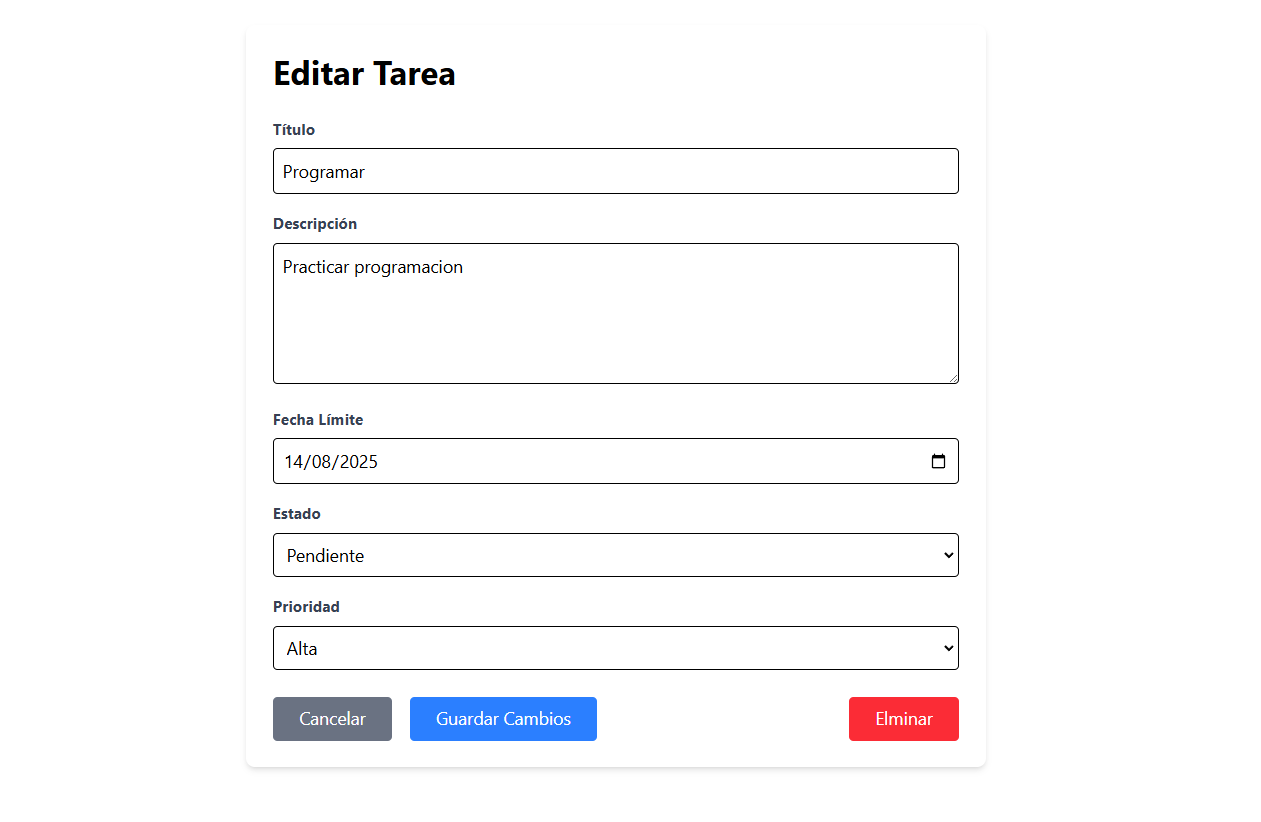 Editar Tarea
Título
Programar
Descripción
Practicar programacion
Fecha Límite
14/08/2025
Estado
Pendiente
Prioridad
Alta
Cancelar Guardar Cambios Elminar